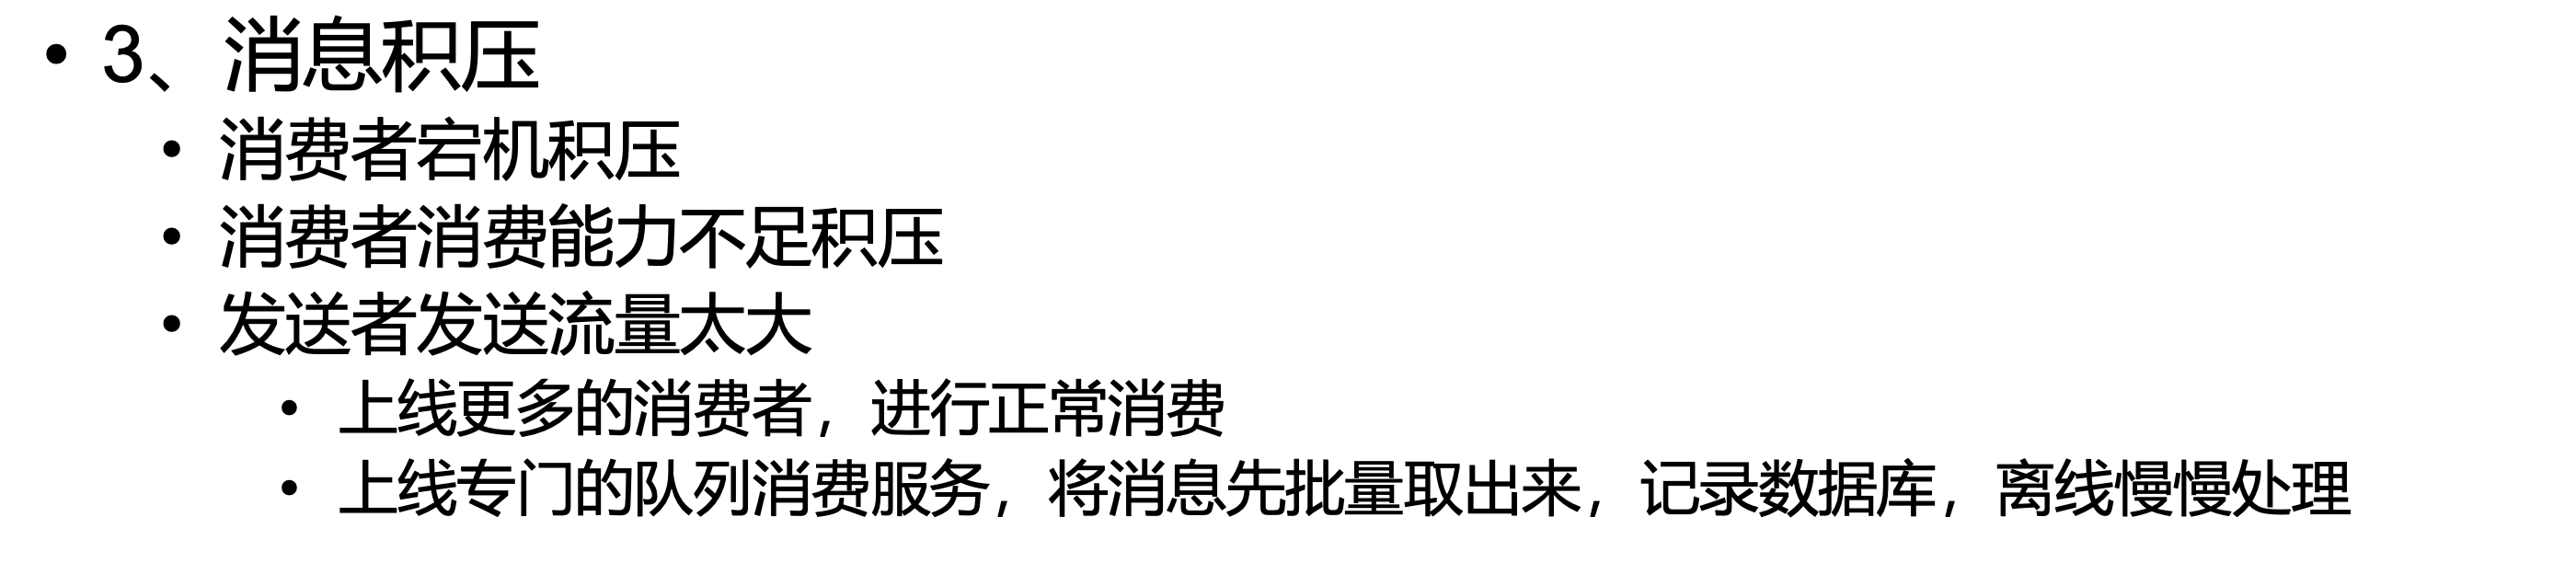 • 3、消息积压
• 消费者宕机积压
• 消费者消费能力不足积压
• 发送者发送流量太大
• 上线更多的消费者，进行正常消费
• 上线专门的队列消费服务，将消息先批量取出来，记录数据库，离线慢慢处理